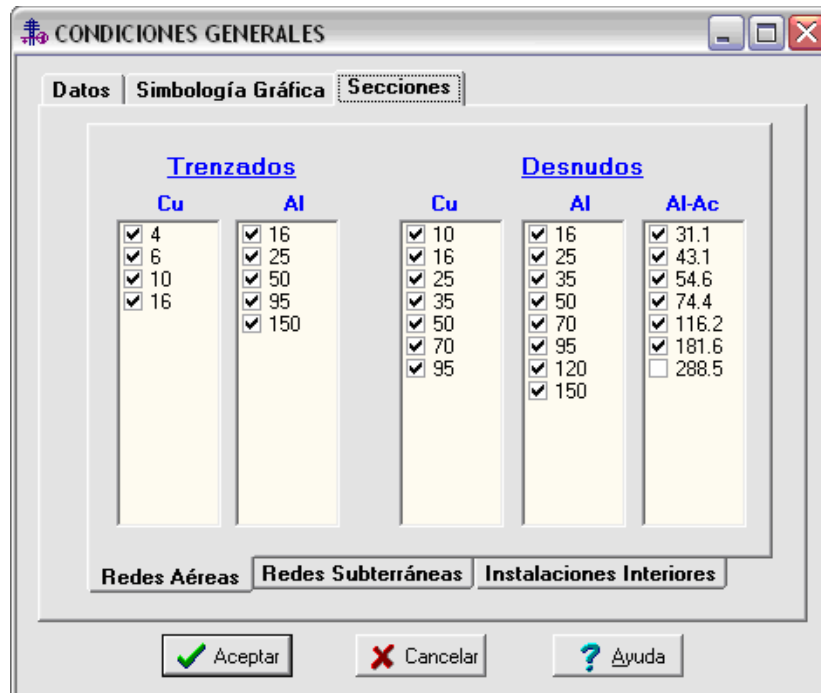 CONDICIONES GENERALES
Datos
Simbología Gráfica
Secciones
Trenzados
Desnudos
Cu
Al
Cu
Al
Al-Ac
4
6
10
16
16
25
50
95
150
10
16
25
35
50
70
95
16
25
35
50
70
95
120
150
31.1
43.1
54.6
74.4
116.2
181.6
288.5
Redes Aéreas
Redes Subterráneas
Instalaciones Interiores
Aceptar
Cancelar
Ayuda